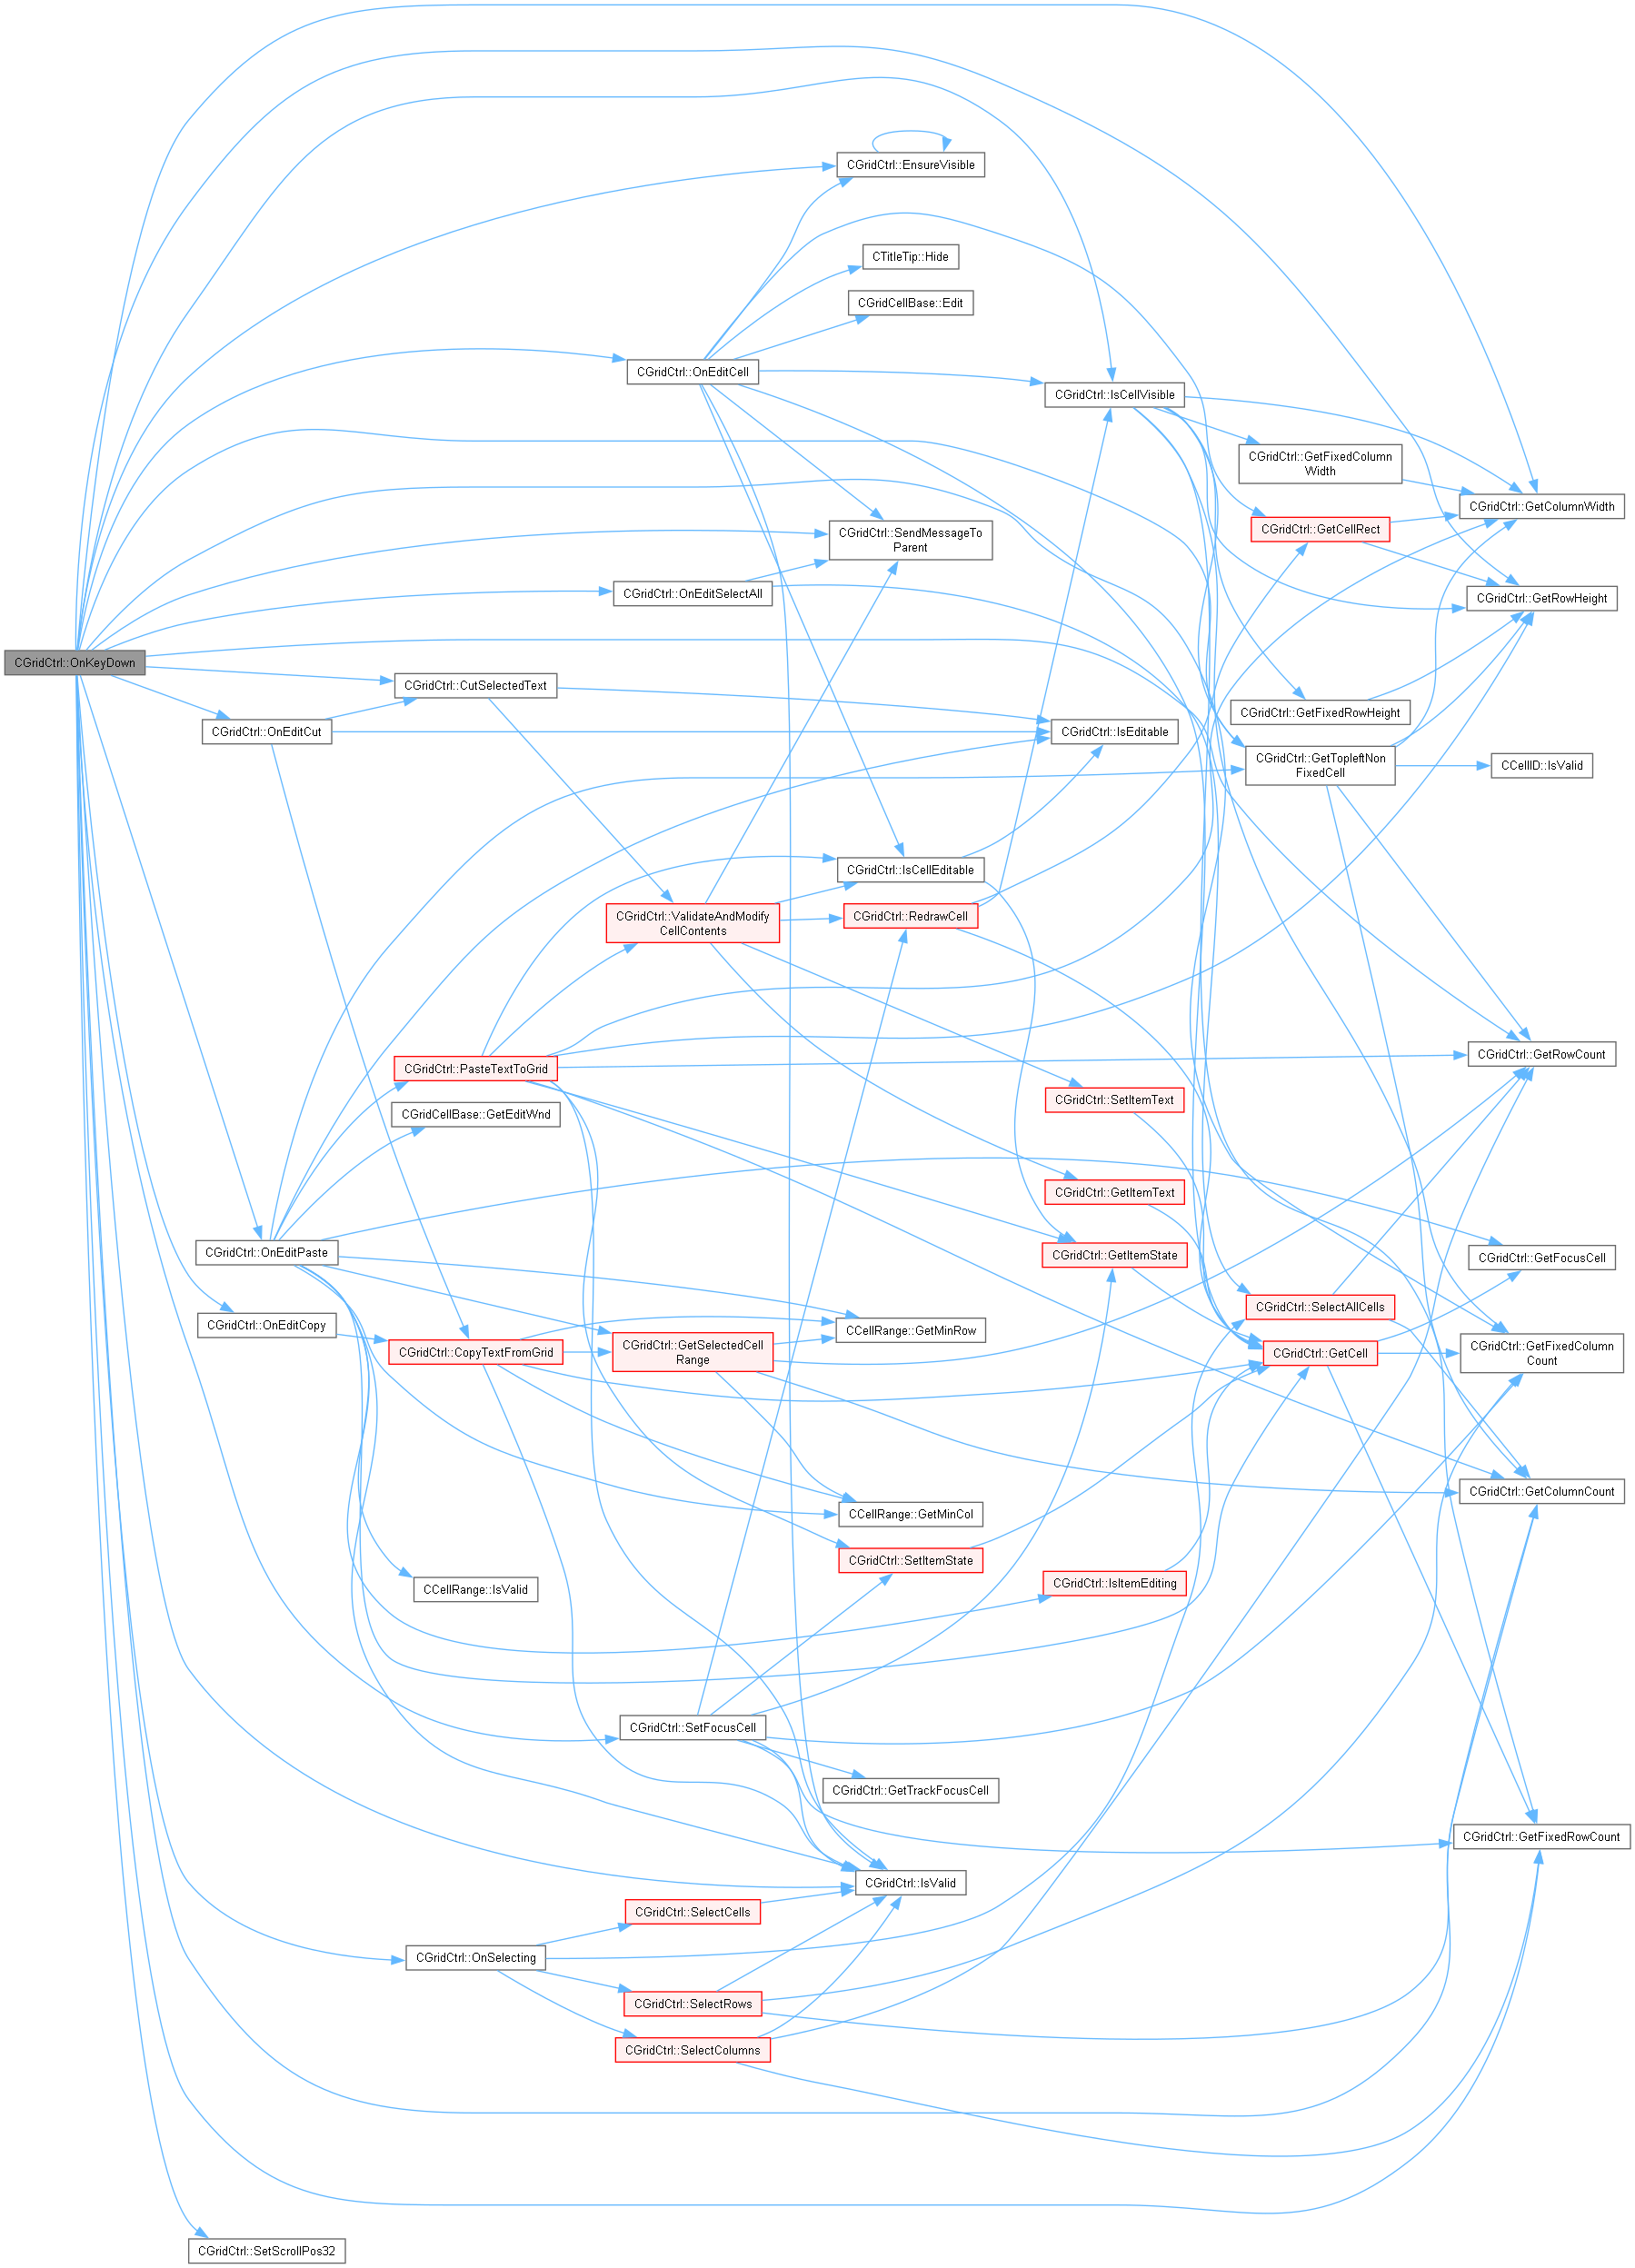 CGridCtrl::EnsureVisible
CTitleTip::Hide
CGridCellBase::Edit
CGridCtrl::OnEditCell
CGridCtrl::IsCellVisible
CGridCtrl::GetFixedColumn
Width
CGridCtrl::GetColumnWidth
CGridCtrl::GetCellRect
CGridCtrl::SendMessageTo
Parent
CGridCtrl::OnEditSelectAll
CGridCtrl::GetRowHeight
CGridCtrl::OnKeyDown
CGridCtrl::CutSelectedText
CGridCtrl::GetFixedRowHeight
CGridCtrl::OnEditCut
CGridCtrl::IsEditable
CGridCtrl::GetTopleftNon
FixedCell
CCellID::IsValid
CGridCtrl::IsCellEditable
CGridCtrl::ValidateAndModify
CellContents
CGridCtrl::RedrawCell
CGridCtrl::GetRowCount
CGridCtrl::PasteTextToGrid
CGridCtrl::SetItemText
CGridCellBase::GetEditWnd
CGridCtrl::GetItemText
CGridCtrl::OnEditPaste
CGridCtrl::GetItemState
CGridCtrl::GetFocusCell
CGridCtrl::SelectAllCells
CGridCtrl::OnEditCopy
CCellRange::GetMinRow
CGridCtrl::CopyTextFromGrid
CGridCtrl::GetSelectedCell
Range
CGridCtrl::GetCell
CGridCtrl::GetFixedColumn
Count
CGridCtrl::GetColumnCount
CCellRange::GetMinCol
CGridCtrl::SetItemState
CGridCtrl::IsItemEditing
CCellRange::IsValid
CGridCtrl::SetFocusCell
CGridCtrl::GetTrackFocusCell
CGridCtrl::GetFixedRowCount
CGridCtrl::IsValid
CGridCtrl::SelectCells
CGridCtrl::OnSelecting
CGridCtrl::SelectRows
CGridCtrl::SelectColumns
CGridCtrl::SetScrollPos32